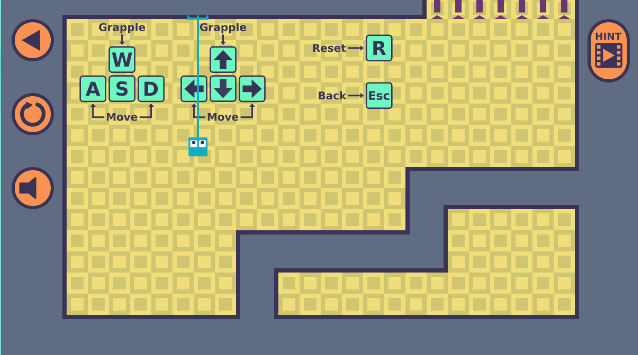 Grapple Grapple
W
A S D
Move Move
Reset R
Back Esc
HINT